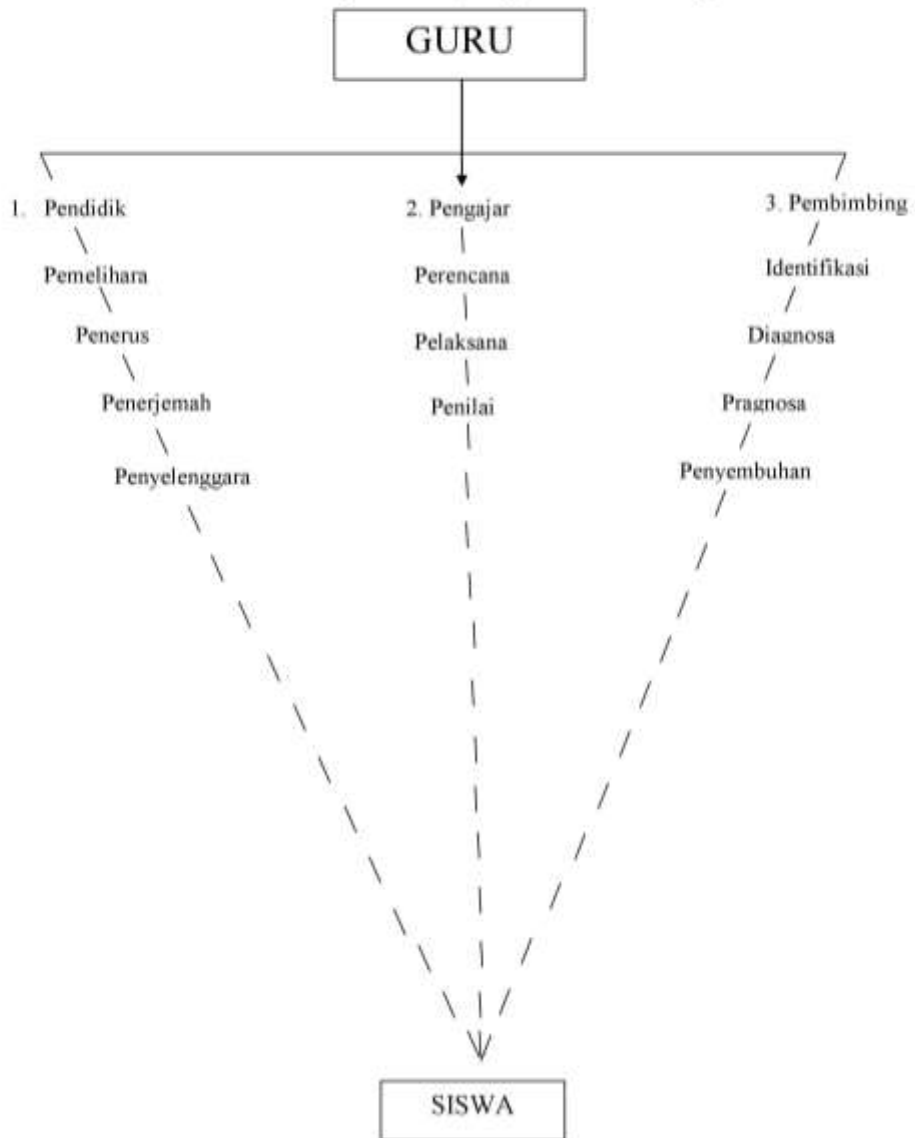 GURU
1. Pendidik
Pemelihara
Penerus
Penerjemah
Penyelenggara
2. Pengajar
Perencana
Pelaksana
Penilai
3. Pembimbing
Identifikasi
Diagnosa
Pragnosa
Penyembuhan
SISWA